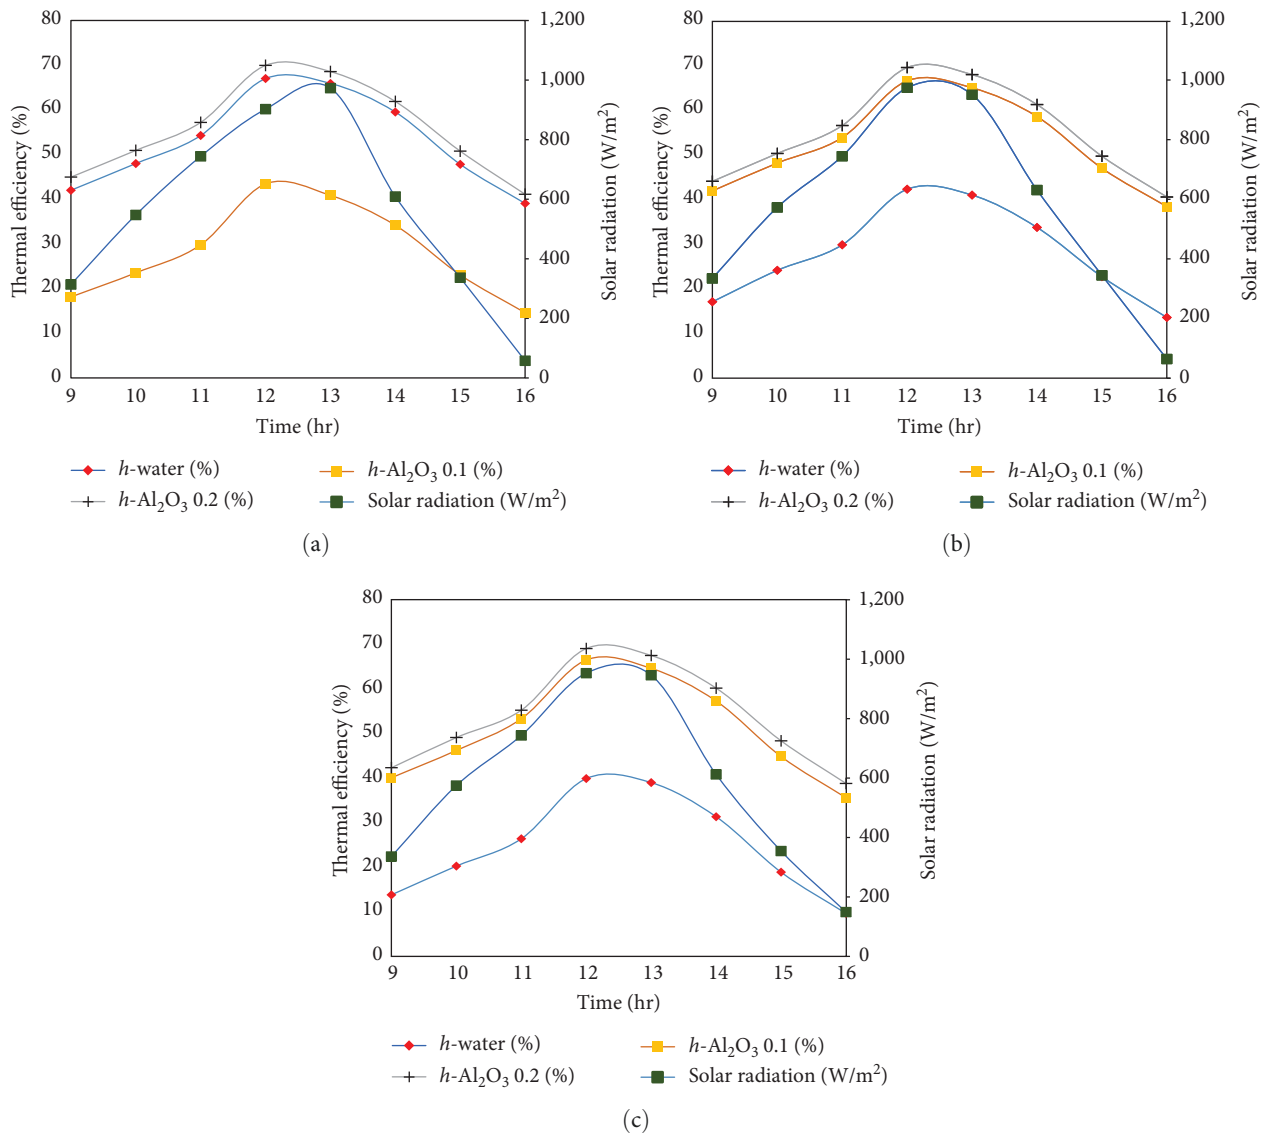 80
70
60
50
40
30
20
10
0
Thermal efficiency (%)
1,200
1,000
800
600
400
200
0
Solar radiation (W/m²)
9 10 11 12 13 14 15 16
Time (hr)
h-water (%)
h-Al₂O₃ 0.1 (%)
h-Al₂O₃ 0.2 (%)
Solar radiation (W/m²)
(a)
80
70
60
50
40
30
20
10
0
Thermal efficiency (%)
1,200
1,000
800
600
400
200
0
Solar radiation (W/m²)
9 10 11 12 13 14 15 16
Time (hr)
h-water (%)
h-Al₂O₃ 0.1 (%)
h-Al₂O₃ 0.2 (%)
Solar radiation (W/m²)
(b)
80
70
60
50
40
30
20
10
0
Thermal efficiency (%)
1,200
1,000
800
600
400
200
0
Solar radiation (W/m²)
9 10 11 12 13 14 15 16
Time (hr)
h-water (%)
h-Al₂O₃ 0.1 (%)
h-Al₂O₃ 0.2 (%)
Solar radiation (W/m²)
(c)